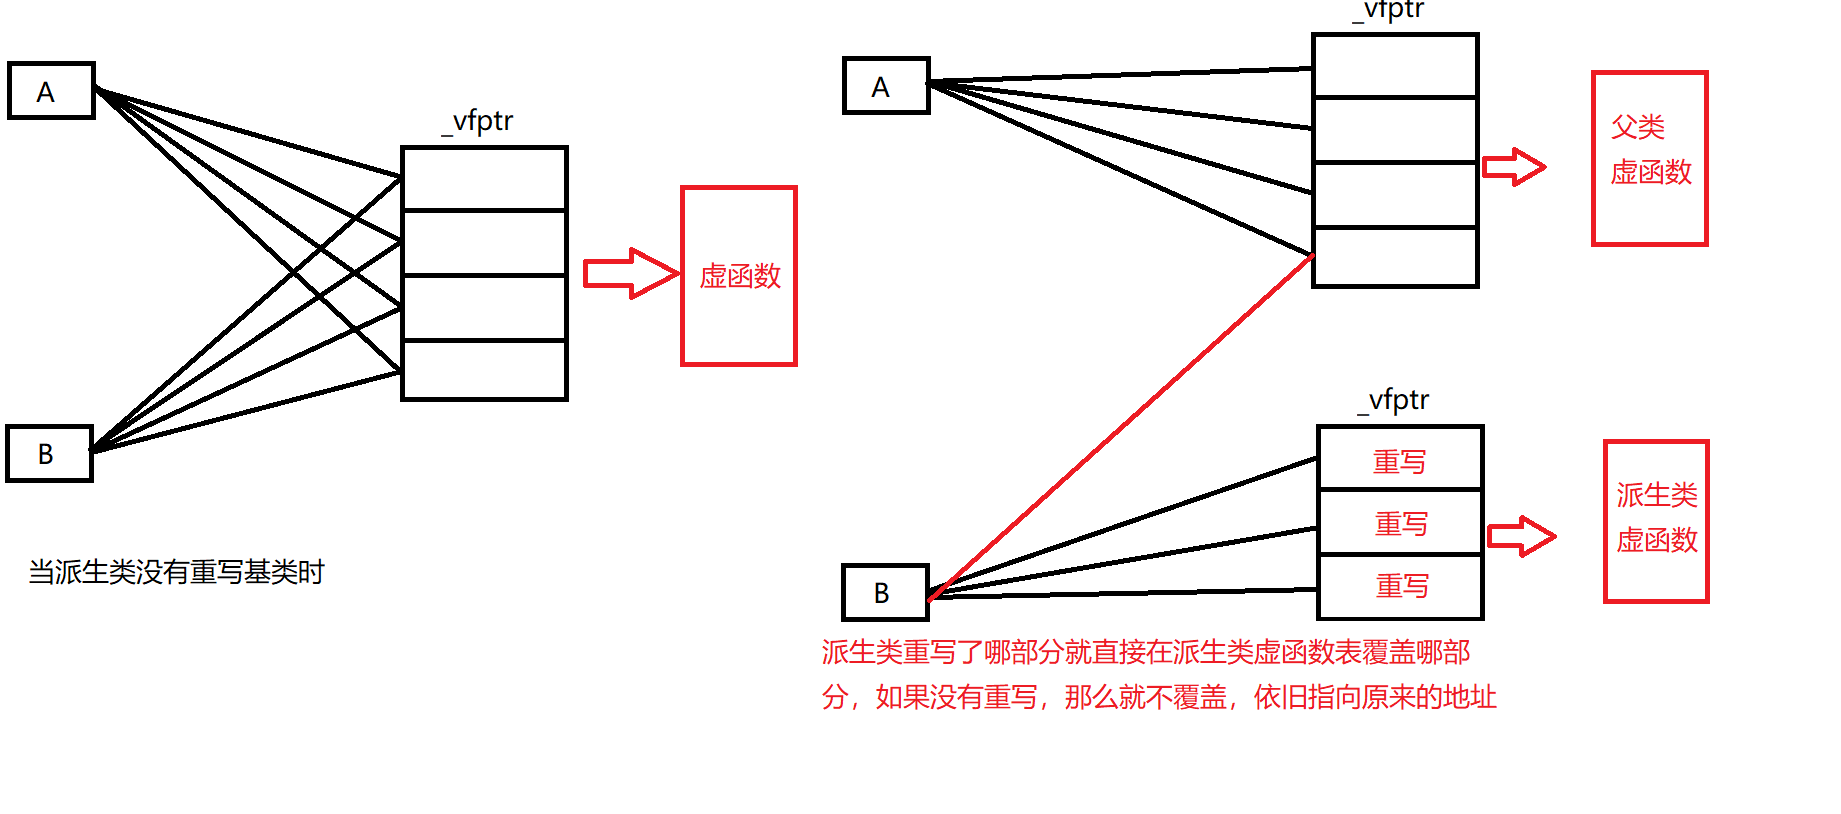 A
_vfptr
虚函数
B
当派生类没有重写基类时
_vfptr
A
父类
虚函数
_vfptr
重写
重写
重写
派生类
虚函数
B
派生类重写了哪部分就直接在派生类虚函数表覆盖哪部
分，如果没有重写，那么就不覆盖，依旧指向原来的地址